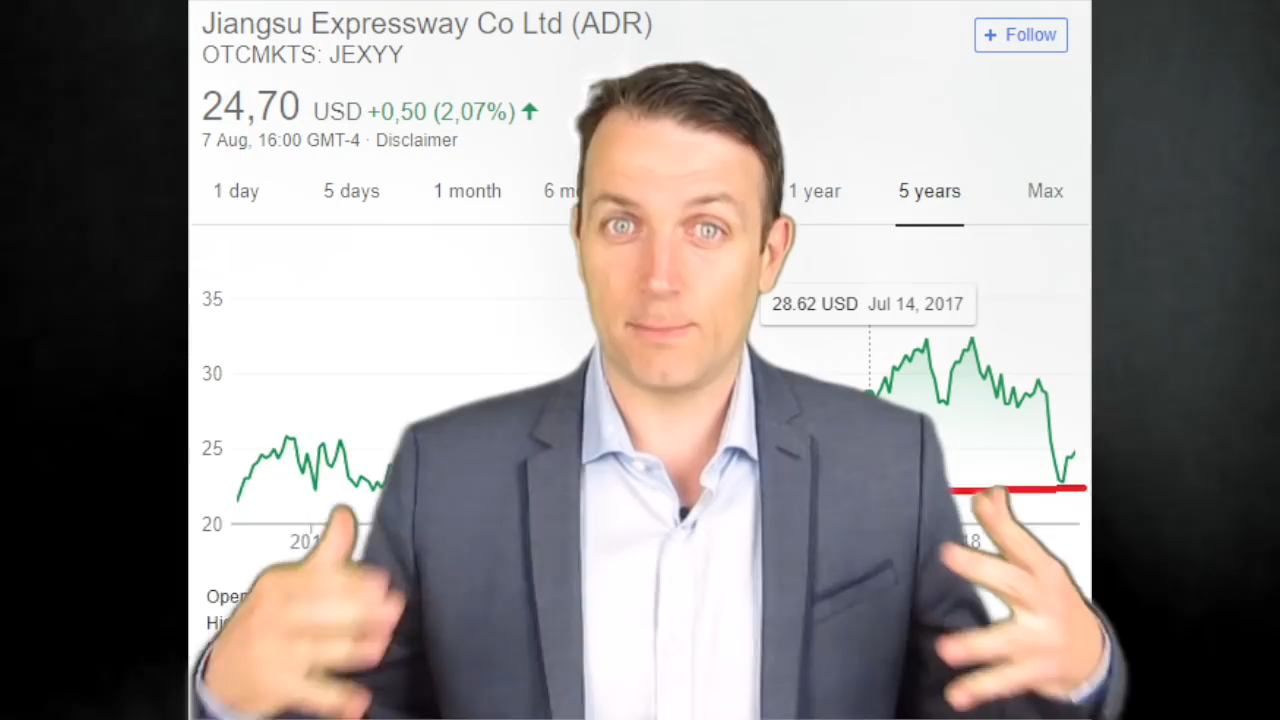 Jiangsu Expressway Co Ltd (ADR)
OTCMKTS: JEXYY
+ Follow
24,70 USD +0,50 (2,07%)
7 Aug, 16:00 GMT-4 · Disclaimer
1 day 5 days 1 month 6 1 year 5 years Max
35
28.62 USD Jul 14, 2017
30
25
20